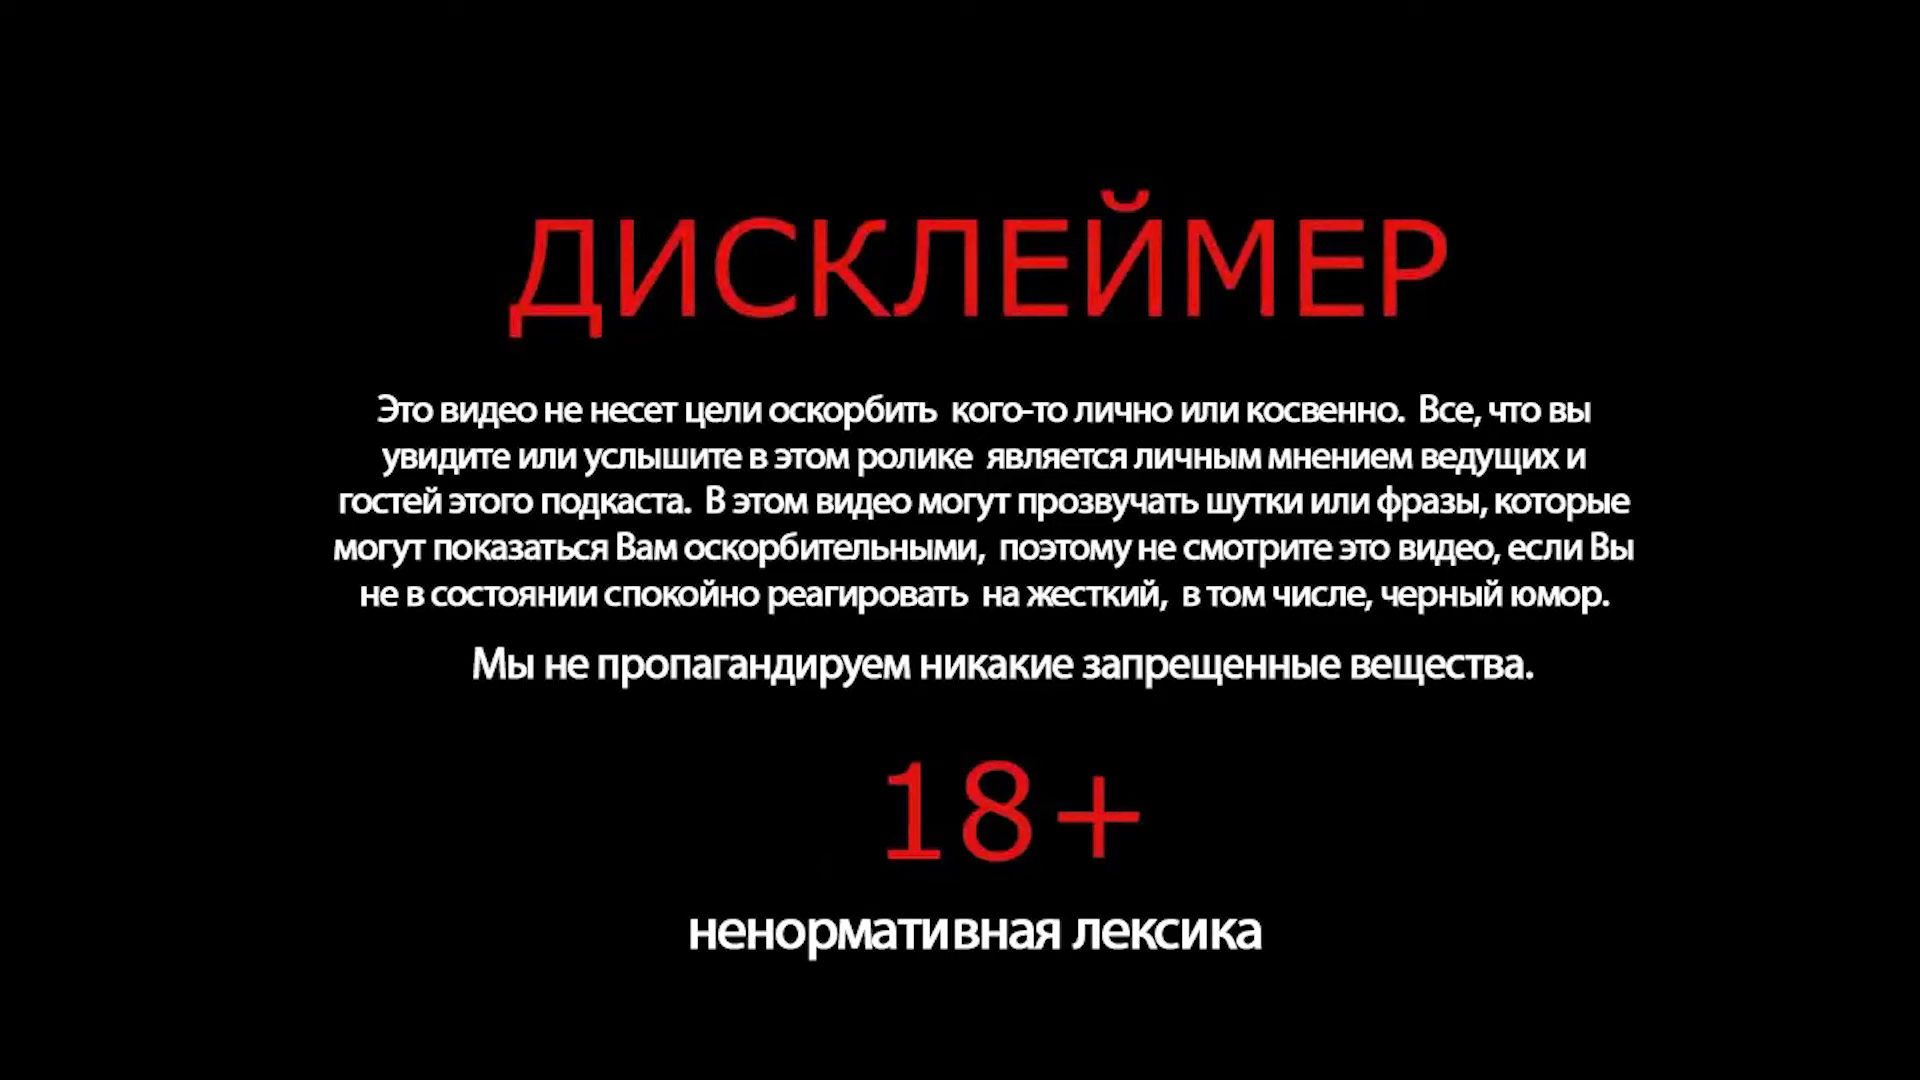 ДИСКЛЕЙМЕР
Это видео не несет цели оскорбить кого-то лично или косвенно. Все, что вы
увидите или услышите в этом ролике является личным мнением ведущих и
гостей этого подкаста. В этом видео могут прозвучать шутки или фразы, которые
могут показаться Вам оскорбительными, поэтому не смотрите это видео, если Вы
не в состоянии спокойно реагировать на жесткий, в том числе, черный юмор.
Мы не пропагандируем никакие запрещенные вещества.
18+
ненормативная лексика